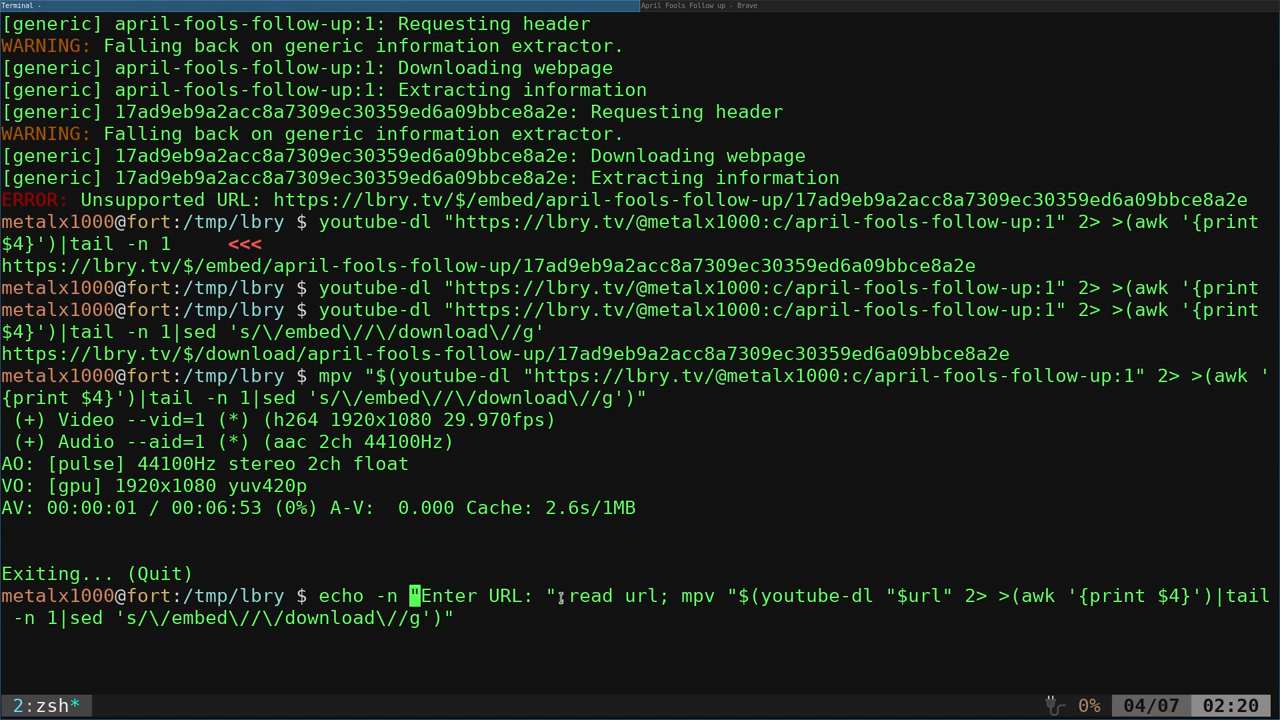 Terminal -
April Fools Follow up - Brave
[generic] april-fools-follow-up:1: Requesting header
WARNING: Falling back on generic information extractor.
[generic] april-fools-follow-up:1: Downloading webpage
[generic] april-fools-follow-up:1: Extracting information
[generic] 17ad9eb9a2acc8a7309ec30359ed6a09bbce8a2e: Requesting header
WARNING: Falling back on generic information extractor.
[generic] 17ad9eb9a2acc8a7309ec30359ed6a09bbce8a2e: Downloading webpage
[generic] 17ad9eb9a2acc8a7309ec30359ed6a09bbce8a2e: Extracting information
ERROR: Unsupported URL: https://lbry.tv/$/embed/april-fools-follow-up/17ad9eb9a2acc8a7309ec30359ed6a09bbce8a2e
metalx1000@fort:/tmp/lbry $ youtube-dl "https://lbry.tv/@metalx1000:c/april-fools-follow-up:1" 2> >(awk '{print
$4}')|tail -n 1     <<<
https://lbry.tv/$/embed/april-fools-follow-up/17ad9eb9a2acc8a7309ec30359ed6a09bbce8a2e
metalx1000@fort:/tmp/lbry $ youtube-dl "https://lbry.tv/@metalx1000:c/april-fools-follow-up:1" 2> >(awk '{print
metalx1000@fort:/tmp/lbry $ youtube-dl "https://lbry.tv/@metalx1000:c/april-fools-follow-up:1" 2> >(awk '{print
$4}')|tail -n 1|sed 's/\/embed\//\/download\//g'
https://lbry.tv/$/download/april-fools-follow-up/17ad9eb9a2acc8a7309ec30359ed6a09bbce8a2e
metalx1000@fort:/tmp/lbry $ mpv "$(youtube-dl "https://lbry.tv/@metalx1000:c/april-fools-follow-up:1" 2> >(awk '
{print $4}')|tail -n 1|sed 's/\/embed\//\/download\//g')"
(+) Video --vid=1 (*) (h264 1920x1080 29.970fps)
(+) Audio --aid=1 (*) (aac 2ch 44100Hz)
AO: [pulse] 44100Hz stereo 2ch float
VO: [gpu] 1920x1080 yuv420p
AV: 00:00:01 / 00:06:53 (0%) A-V:  0.000 Cache: 2.6s/1MB
Exiting... (Quit)
metalx1000@fort:/tmp/lbry $ echo -n "Enter URL: ";read url; mpv "$(youtube-dl "$url" 2> >(awk '{print $4}')|tail
-n 1|sed 's/\/embed\//\/download\//g')"
2:zsh*
0% 04/07 02:20